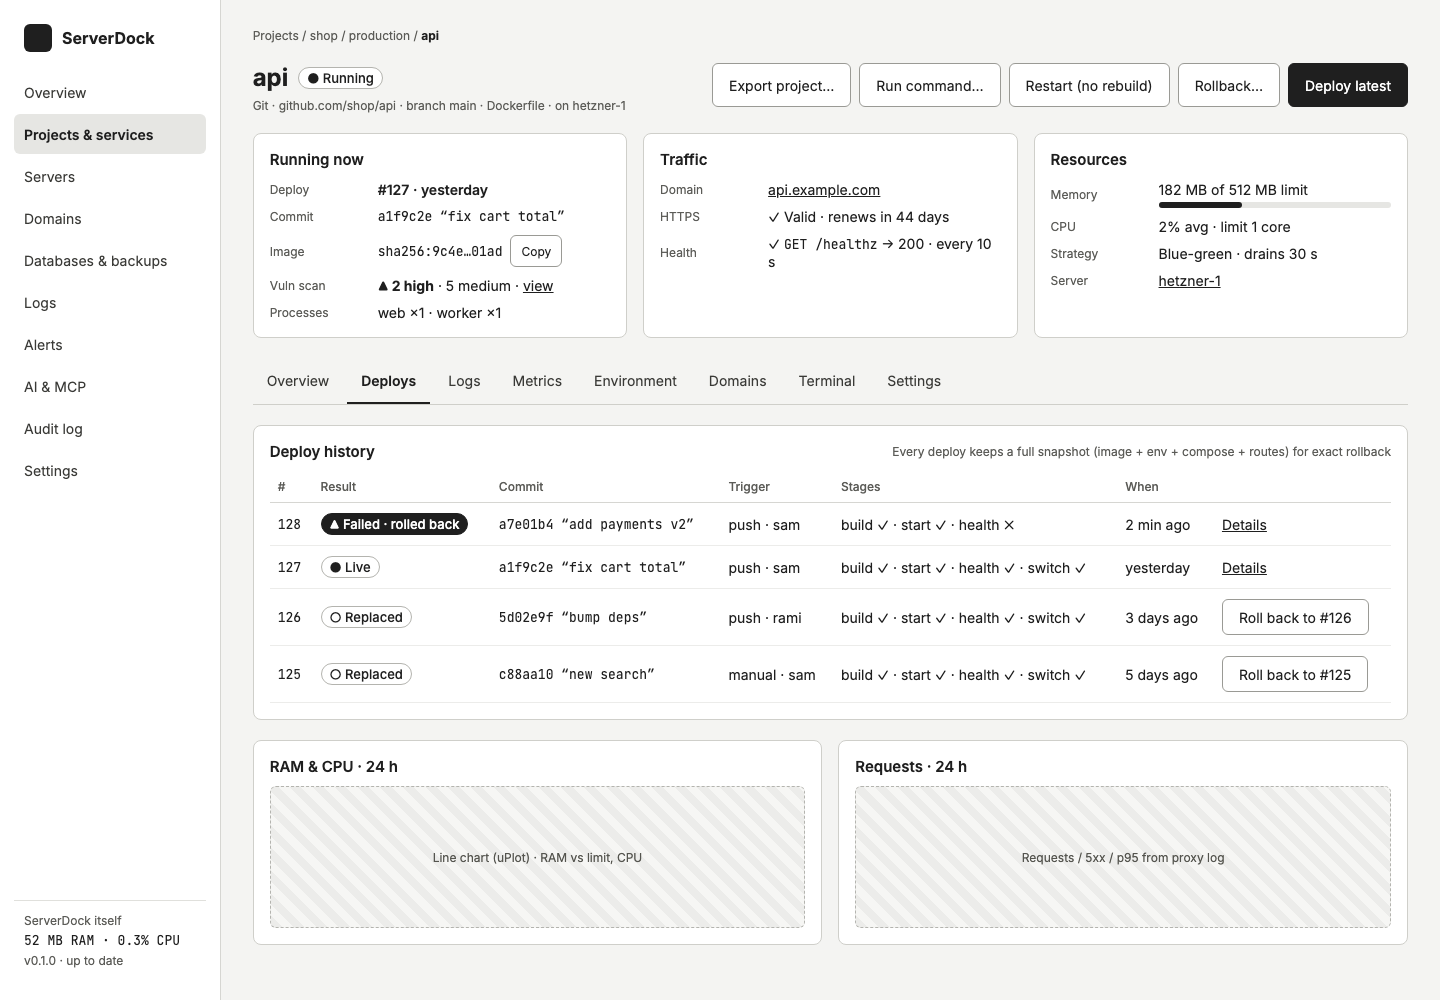 ServerDock
Overview
Projects & services
Servers
Domains
Databases & backups
Logs
Alerts
AI & MCP
Audit log
Settings
ServerDock itself
52 MB RAM · 0.3% CPU
v0.1.0 · up to date
Projects / shop / production / api
api
Running
Git · github.com/shop/api · branch main · Dockerfile · on hetzner-1
Export project…
Run command…
Restart (no rebuild)
Rollback…
Deploy latest
Running now
Deploy #127 · yesterday
Commit a1f9c2e “fix cart total”
Image sha256:9c4e…01ad Copy
Vuln scan ▲ 2 high · 5 medium · view
Processes web ×1 · worker ×1
Traffic
Domain api.example.com
HTTPS ✓ Valid · renews in 44 days
Health ✓ GET /healthz → 200 · every 10
s
Resources
Memory 182 MB of 512 MB limit
CPU 2% avg · limit 1 core
Strategy Blue-green · drains 30 s
Server hetzner-1
Overview Deploys Logs Metrics Environment Domains Terminal Settings
Deploy history
Every deploy keeps a full snapshot (image + env + compose + routes) for exact rollback
# Result Commit Trigger Stages When
128 ▲ Failed · rolled back a7e01b4 “add payments v2” push · sam build ✓ · start ✓ · health ✕ 2 min ago Details
127 ● Live a1f9c2e “fix cart total” push · sam build ✓ · start ✓ · health ✓ · switch ✓ yesterday Details
126 ○ Replaced 5d02e9f “bump deps” push · rami build ✓ · start ✓ · health ✓ · switch ✓ 3 days ago Roll back to #126
125 ○ Replaced c88aa10 “new search” manual · sam build ✓ · start ✓ · health ✓ · switch ✓ 5 days ago Roll back to #125
RAM & CPU · 24 h
Line chart (uPlot) · RAM vs limit, CPU
Requests · 24 h
Requests / 5xx / p95 from proxy log